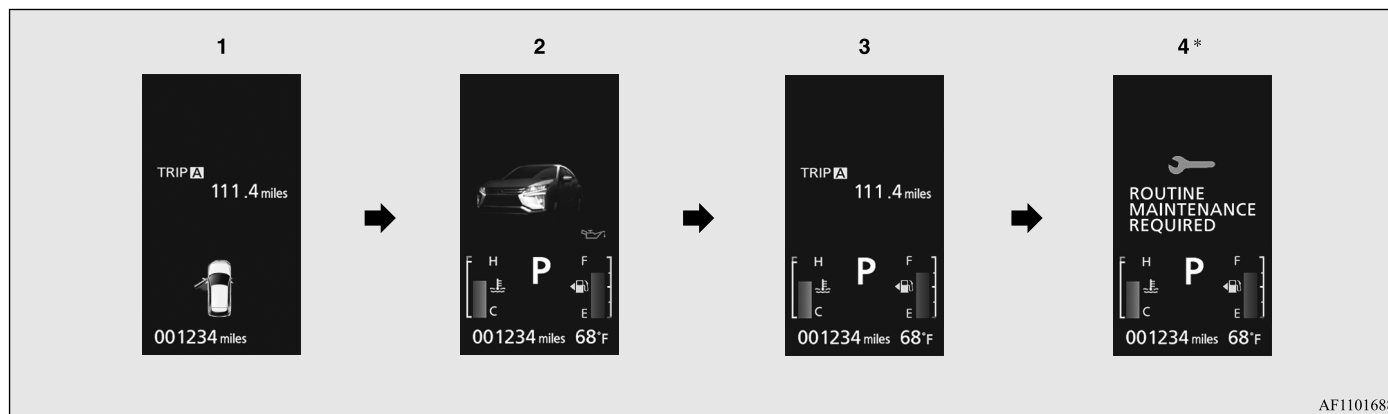 1
2
3
4*
TRIP A
111.4 miles
001234 miles
F H
P
F
C
E
001234 miles 68°F
TRIP A
111.4 miles
F H
P
F
C
E
001234 miles 68°F
ROUTINE
MAINTENANCE
REQUIRED
F H
P
F
C
E
001234 miles 68°F